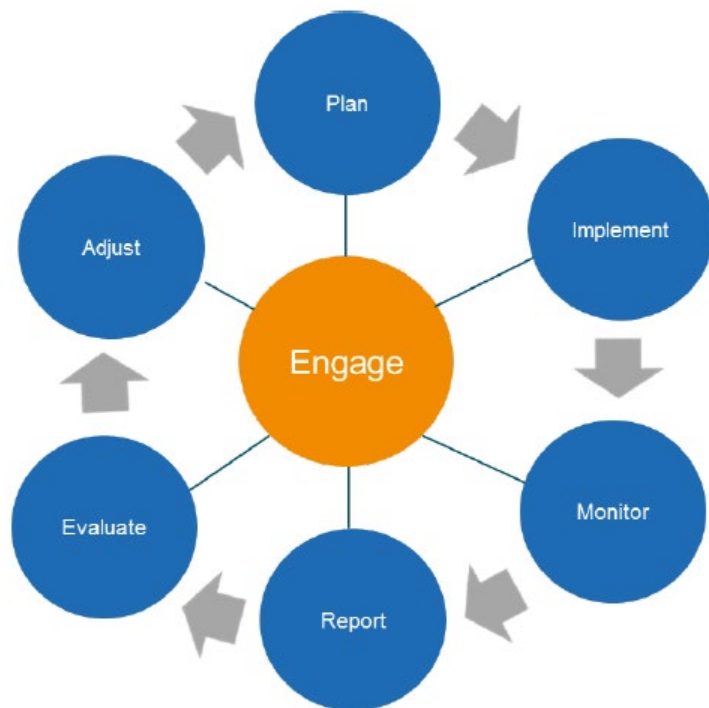 Plan
Implement
Monitor
Report
Evaluate
Adjust
Engage